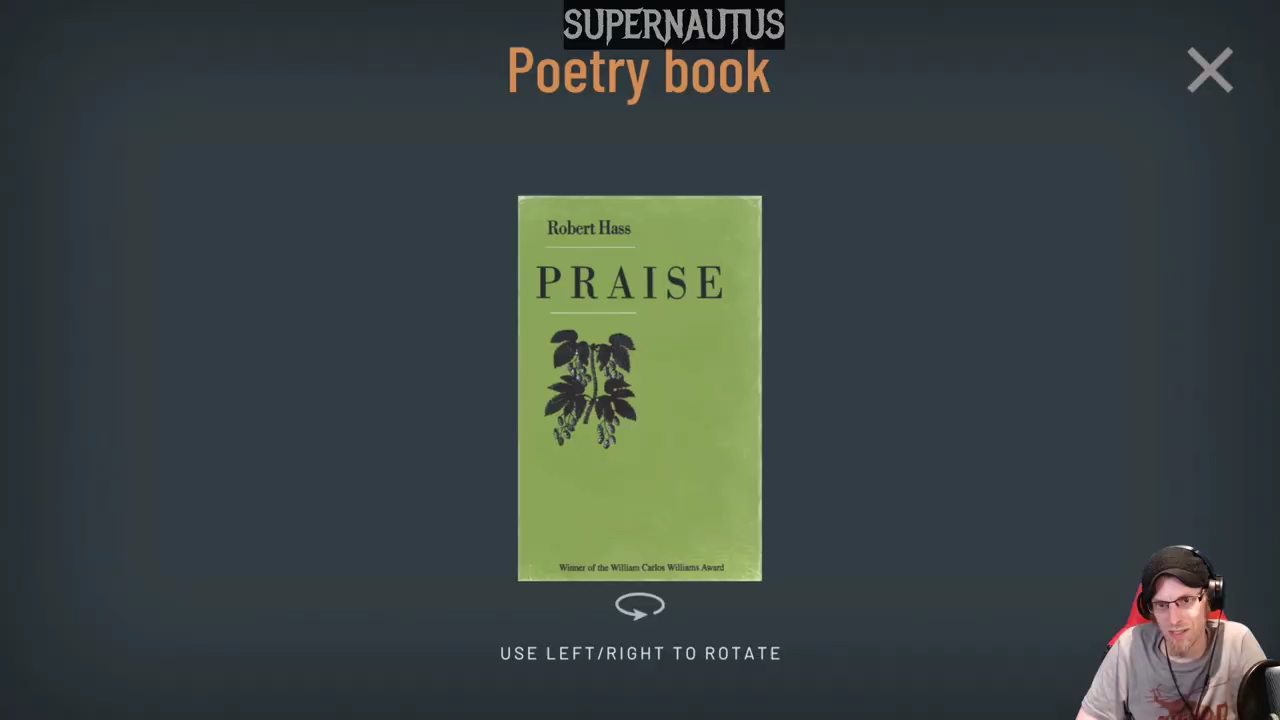 SUPERNAUTUS
Poetry book
Robert Hass
PRAISE
Winner of the William Carlos Williams Award
USE LEFT/RIGHT TO ROTATE